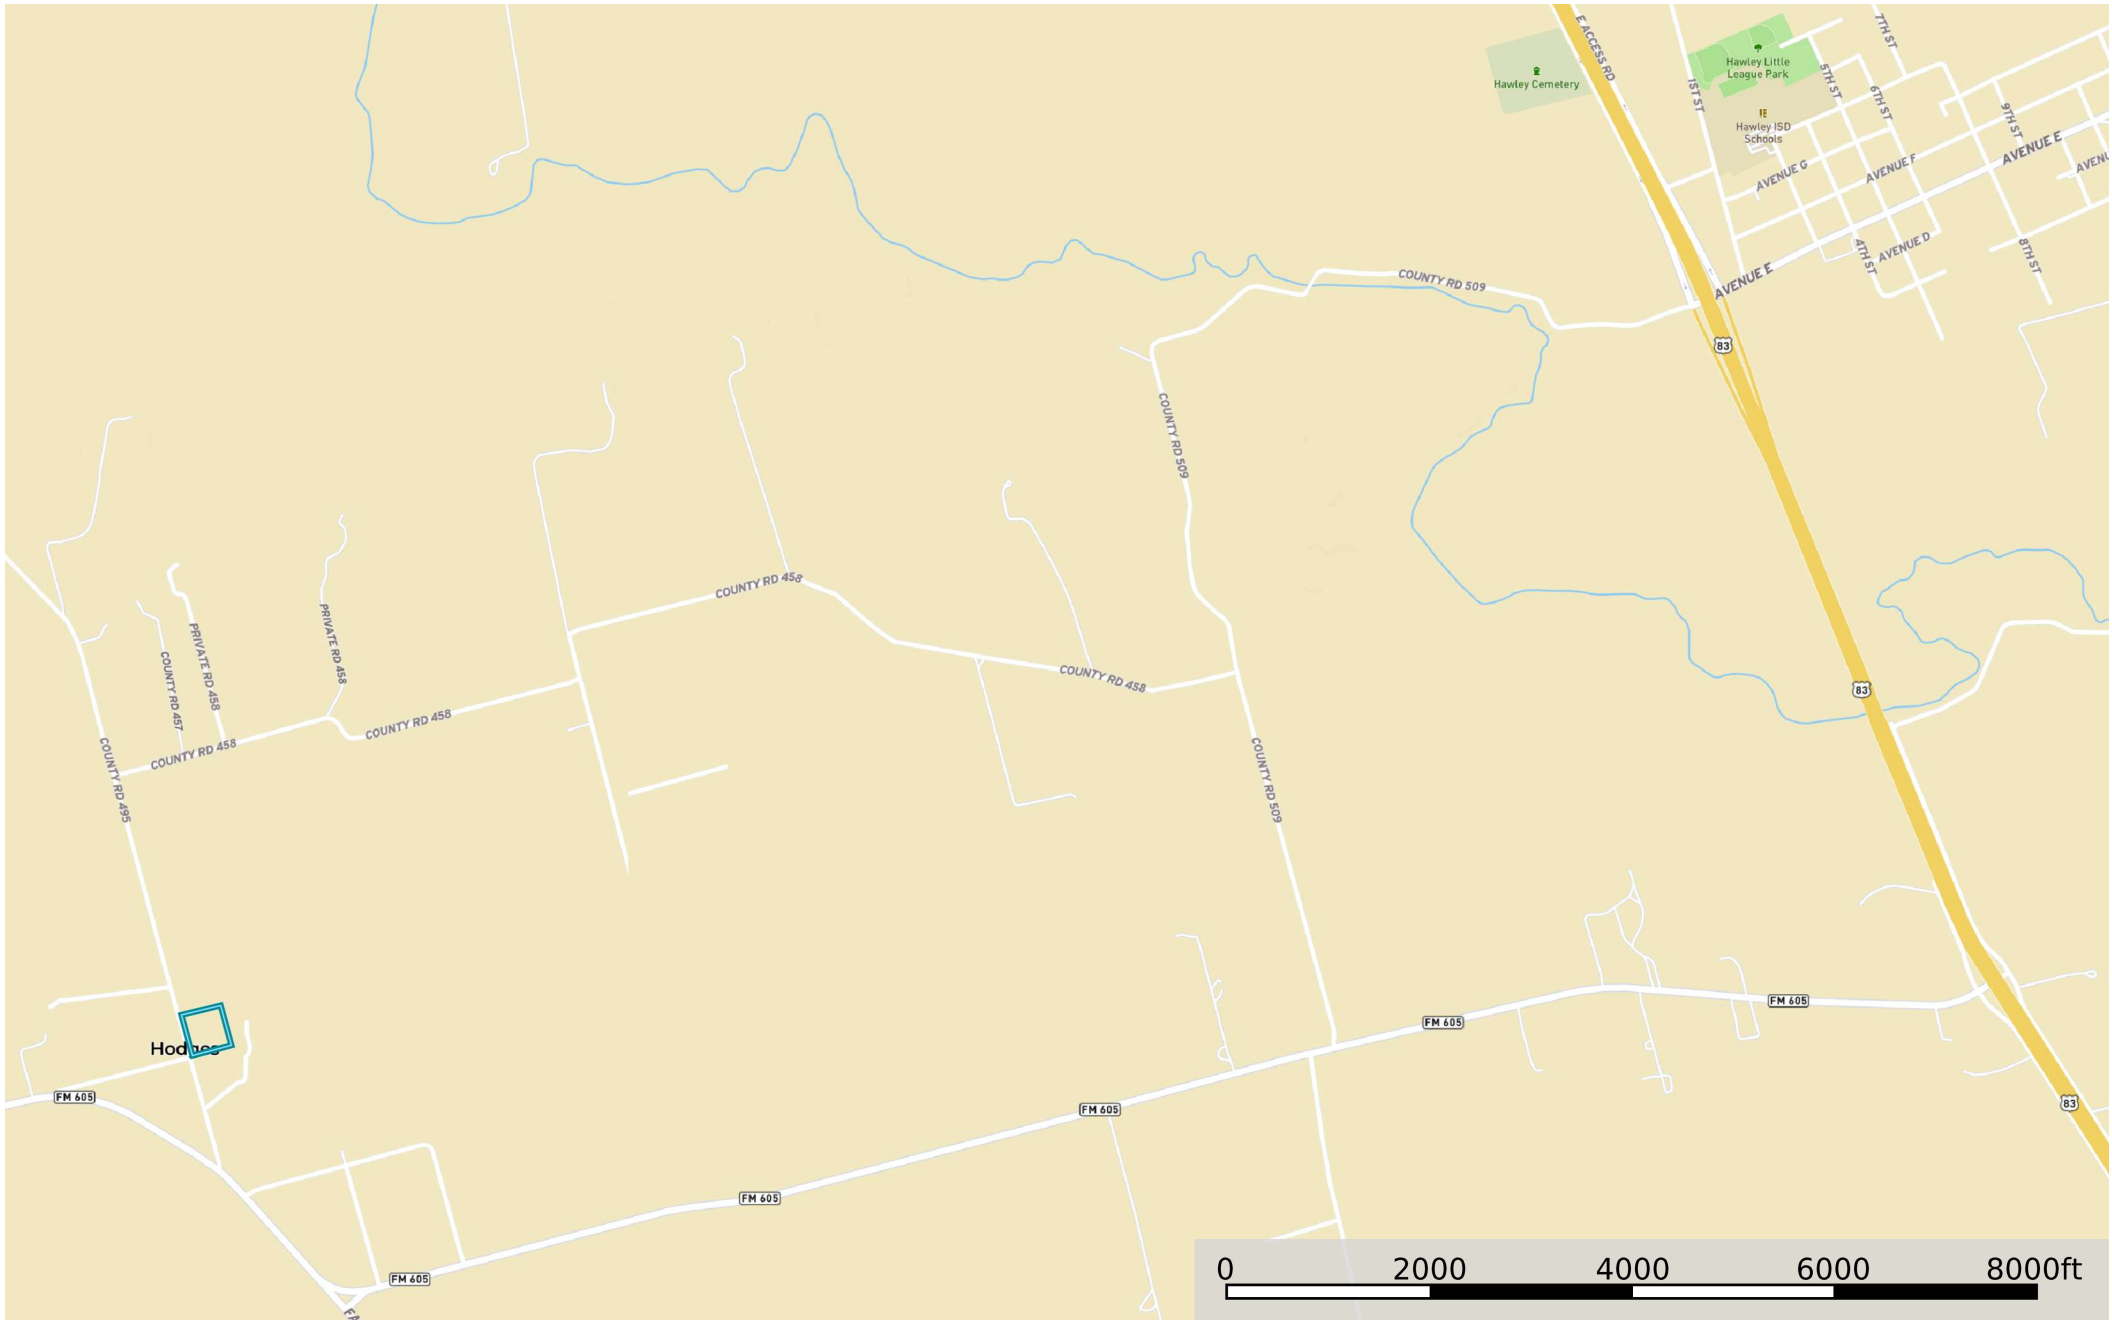 E ACCESS RD
7TH ST
Hawley Little
League Park
Hawley Cemetery
1ST ST
5TH ST
6TH ST
9TH ST
Hawley ISD
Schools
AVENUE E
AVENUE G
AVENUE F
AVENU
4TH ST
AVENUE D
8TH ST
COUNTY RD 509
AVENUE E
83
COUNTY RD 509
COUNTY RD 458
PRIVATE RD 458
PRIVATE RD 458
COUNTY RD 457
COUNTY RD 458
83
COUNTY RD 458
COUNTY RD 458
COUNTY RD 495
COUNTY RD 509
FM 605
FM 605
Hodges
FM 605
FM 605
83
FM 605
FM 605
FA
0 2000 4000 6000 8000ft